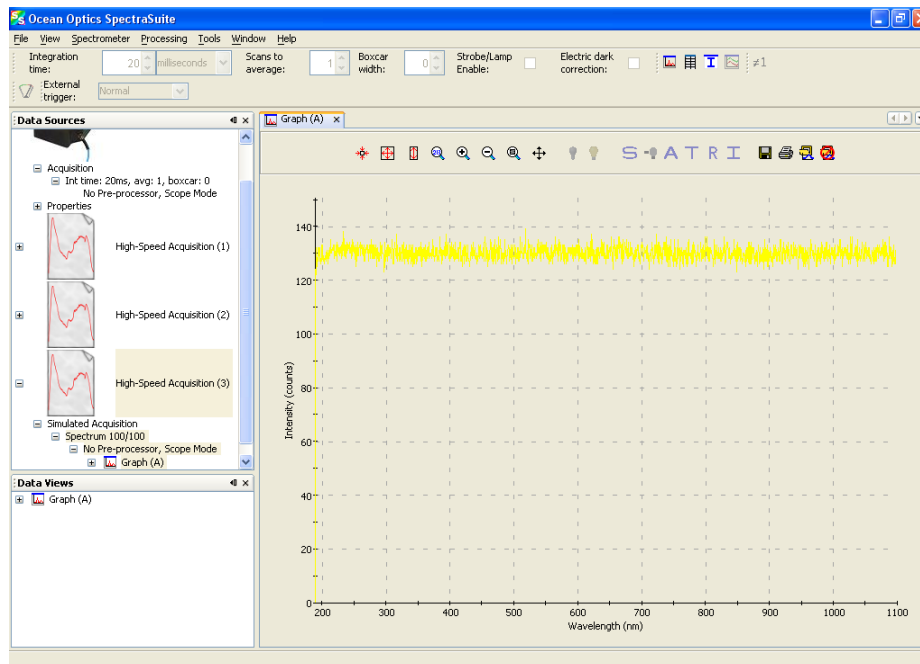 Ocean Optics SpectraSuite
File View Spectrometer Processing Tools Window Help
Integration time: 20 milliseconds Scans to average: 1 Boxcar width: 0 Strobe/Lamp Enable: Electric dark correction: ≠1
External trigger: Normal
Data Sources
Acquisition
Int time: 20ms, avg: 1, boxcar: 0
No Pre-processor, Scope Mode
Properties
High-Speed Acquisition (1)
High-Speed Acquisition (2)
High-Speed Acquisition (3)
Simulated Acquisition
Spectrum 100/100
No Pre-processor, Scope Mode
Graph (A)
Data Views
Graph (A)
Graph (A)
S A T R I
140
120
100
80
60
40
20
0
Intensity (counts)
200 300 400 500 600 700 800 900 1000 1100
Wavelength (nm)